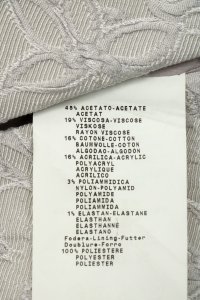 48% ACETATO-ACETATE
ACETAT
19% VISCOSA-VISCOSE
VISKOSE
RAYON VISCOSE
16% COTONE-COTTON
BAUMWOLLE-COTON
ALGODAO-ALGODON
16% ACRILICA-ACRYLIC
POLYACRYL
ACRYLIQUE
ACRILICO
3% POLIAMMIDICA
NYLON-POLYAMID
POLYAMIDE
POLIAMIDA
POLIAMMIDA
1% ELASTAN-ELASTANE
ELASTHAN
ELASTHANNE
ELASTANO
Fodera-Lining-Futter
Doublure-Forro
100% POLIESTERE
POLYESTER
POLIESTER